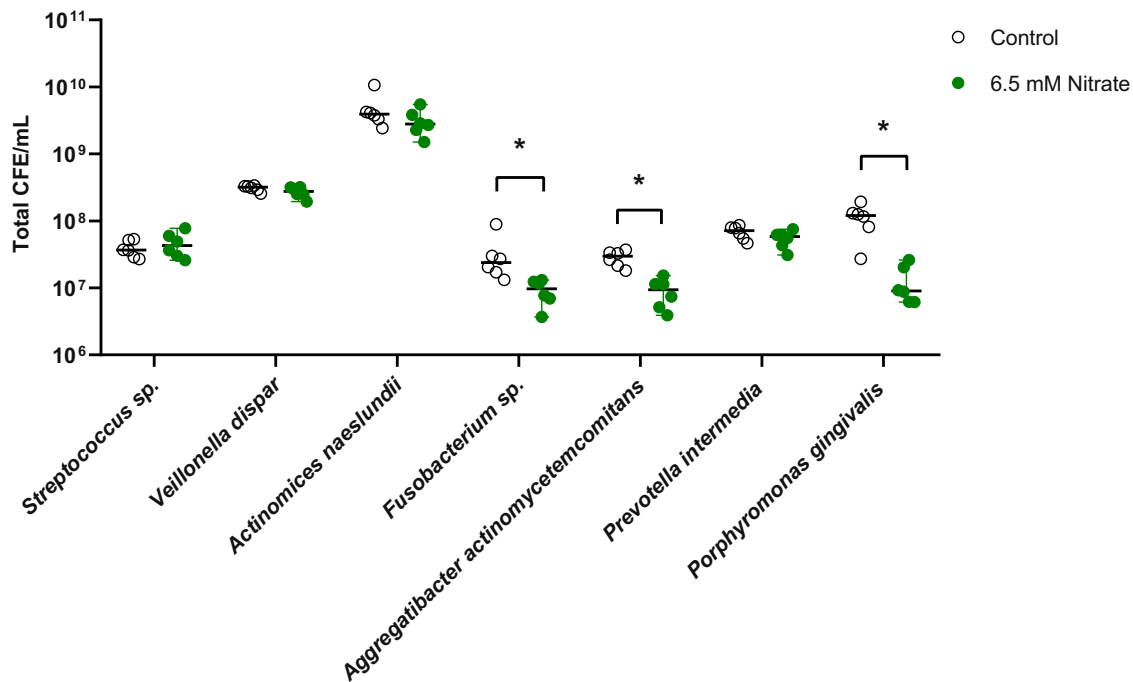 Total CFE/mL
10¹¹
10¹⁰
10⁹
10⁸
10⁷
10⁶
Control
6.5 mM Nitrate
*
*
*
Streptococcus sp.
Veillonella dispar
Actinomices naeslundii
Fusobacterium sp.
Aggregatibacter actinomycetemcomitans
Prevotella intermedia
Porphyromonas gingivalis